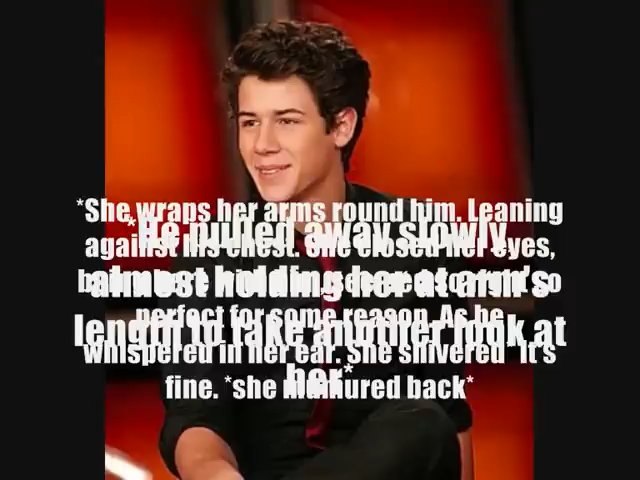 *She wraps her arms round him. Leaning
against his chest. She closed her eyes,
so
perfect for some reason. As he
whispered in her ear. She shivered* It's
fine. *she back*
*He pulled away slowly,
almost holding her at arm's
length to take another look at
her*